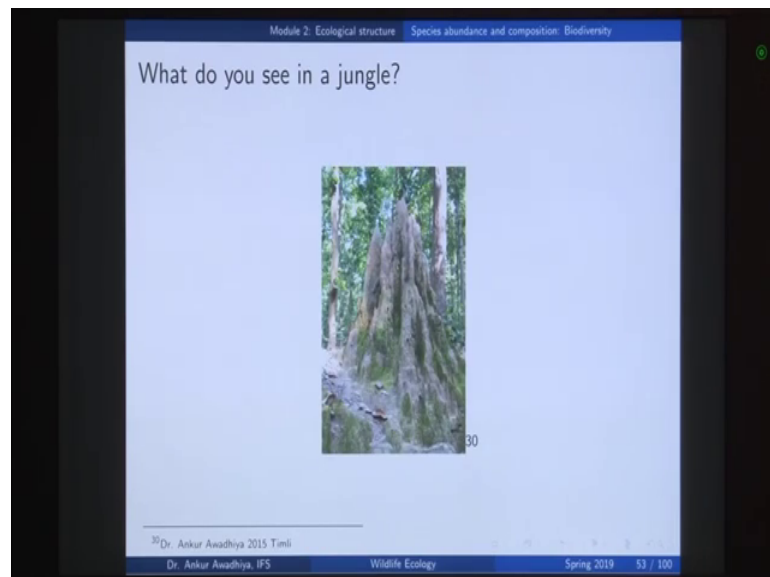 Module 2: Ecological structure Species abundance and composition: Biodiversity
What do you see in a jungle?
30
30Dr. Ankur Awadhiya 2015 Timli
Dr. Ankur Awadhiya, IFS Wildlife Ecology Spring 2019 53 / 100